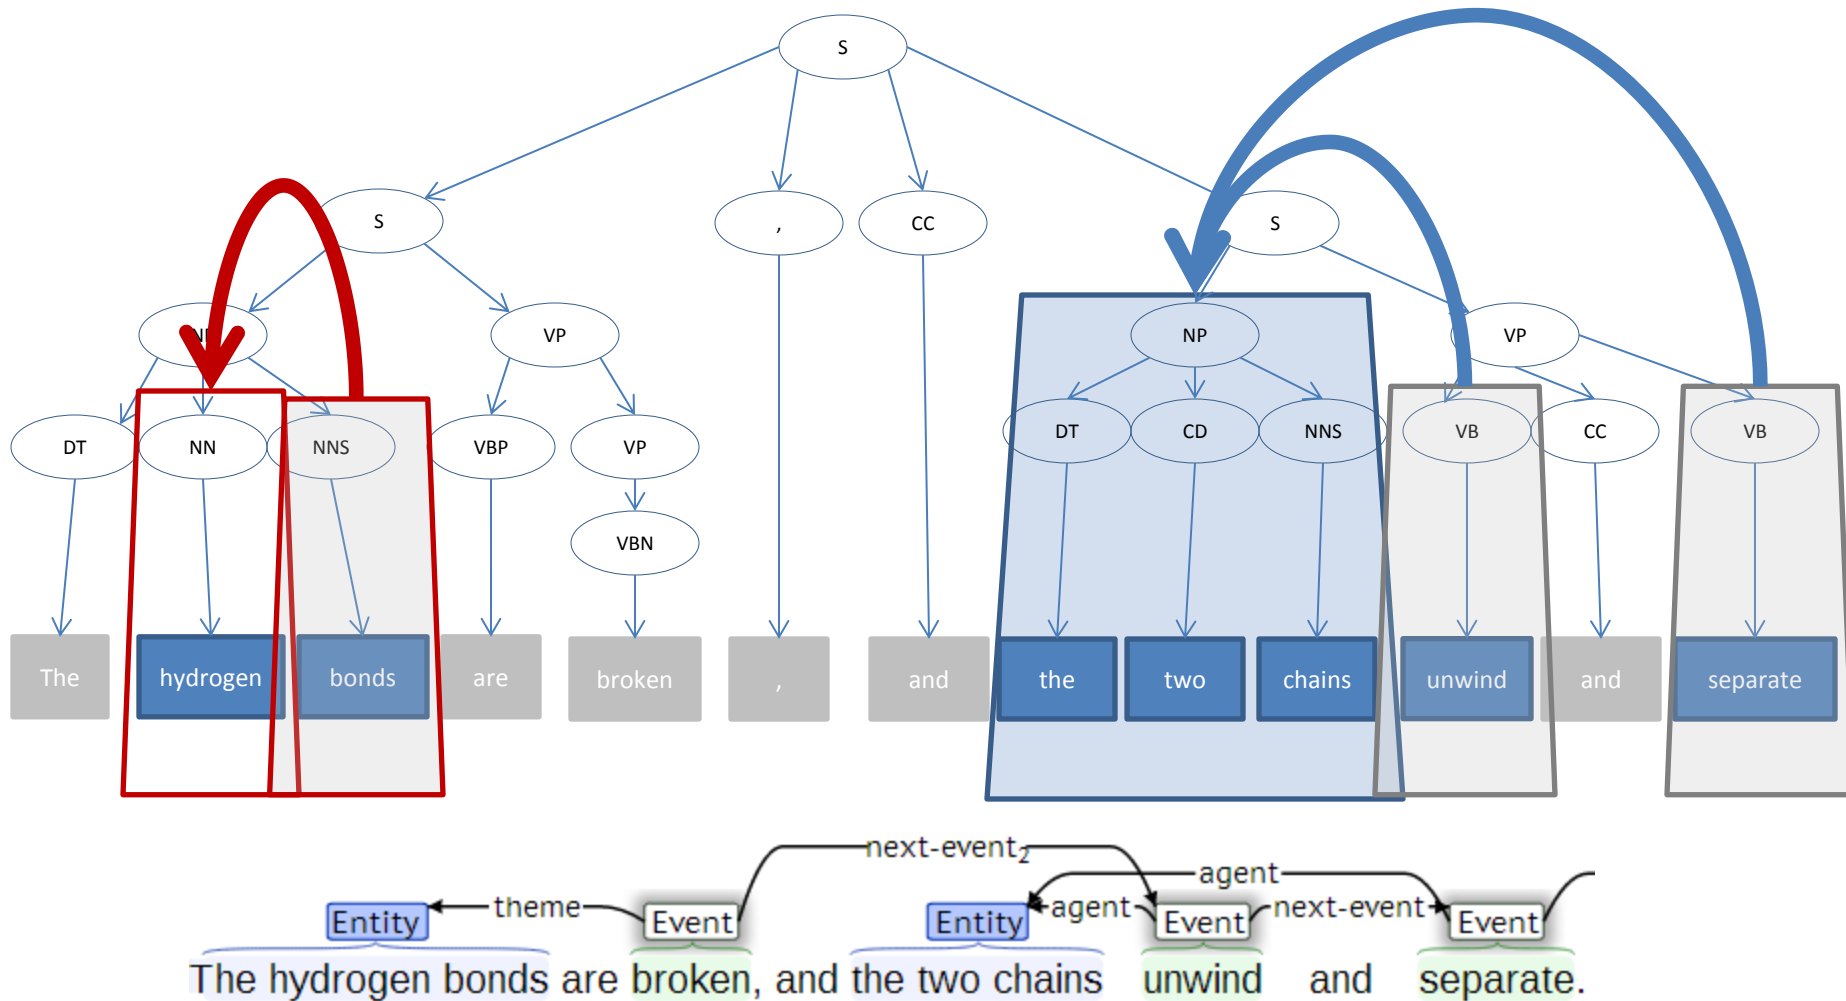 S
S , CC S
NP VP NP VP
DT NN NNS VBP VP DT CD NNS VB CC VB
VBN
The hydrogen bonds are broken , and the two chains unwind and separate
next-event2
agent
Entity theme Event Entity agent Event next-event Event
The hydrogen bonds are broken, and the two chains unwind and separate.